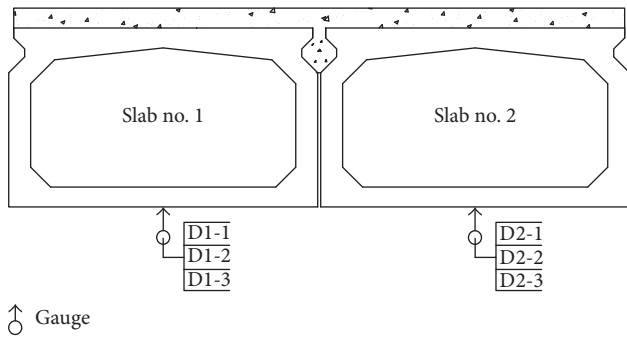 Slab no. 1
Slab no. 2
D1-1
D1-2
D1-3
D2-1
D2-2
D2-3
Gauge